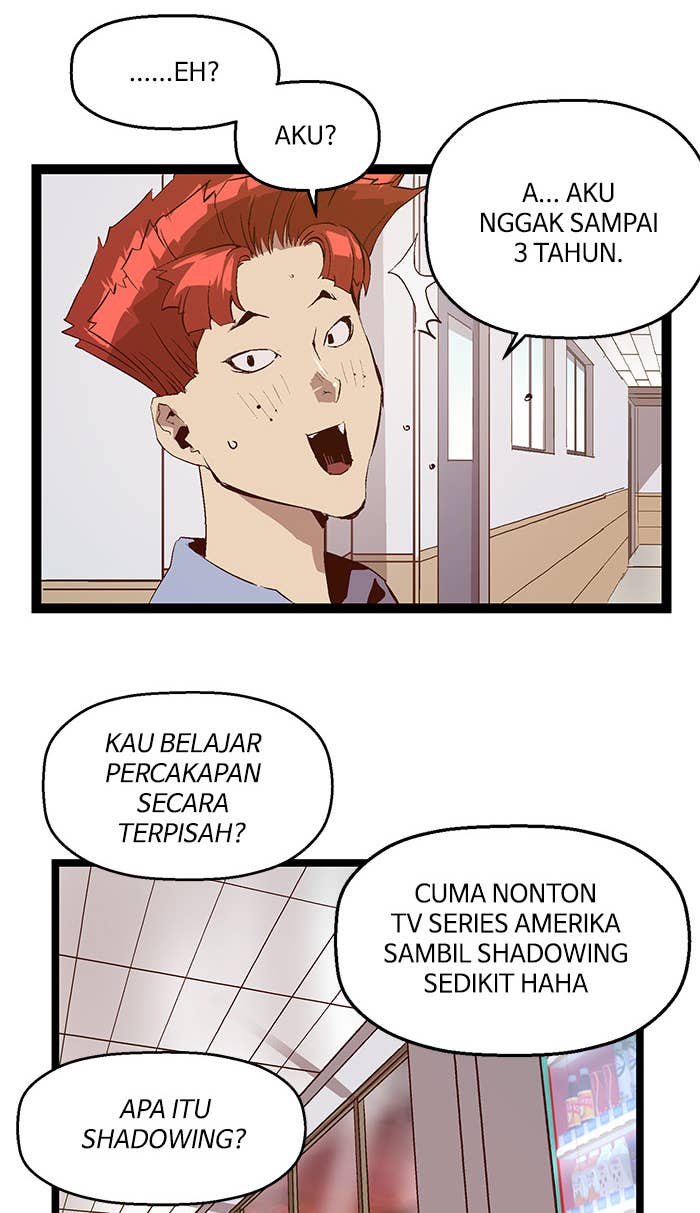 ......EH?
AKU?
A... AKU
NGGAK SAMPAI
3 TAHUN.
KAU BELAJAR
PERCAKAPAN
SECARA
TERPISAH?
CUMA NONTON
TV SERIES AMERIKA
SAMBIL SHADOWING
SEDIKIT HAHA
APA ITU
SHADOWING?